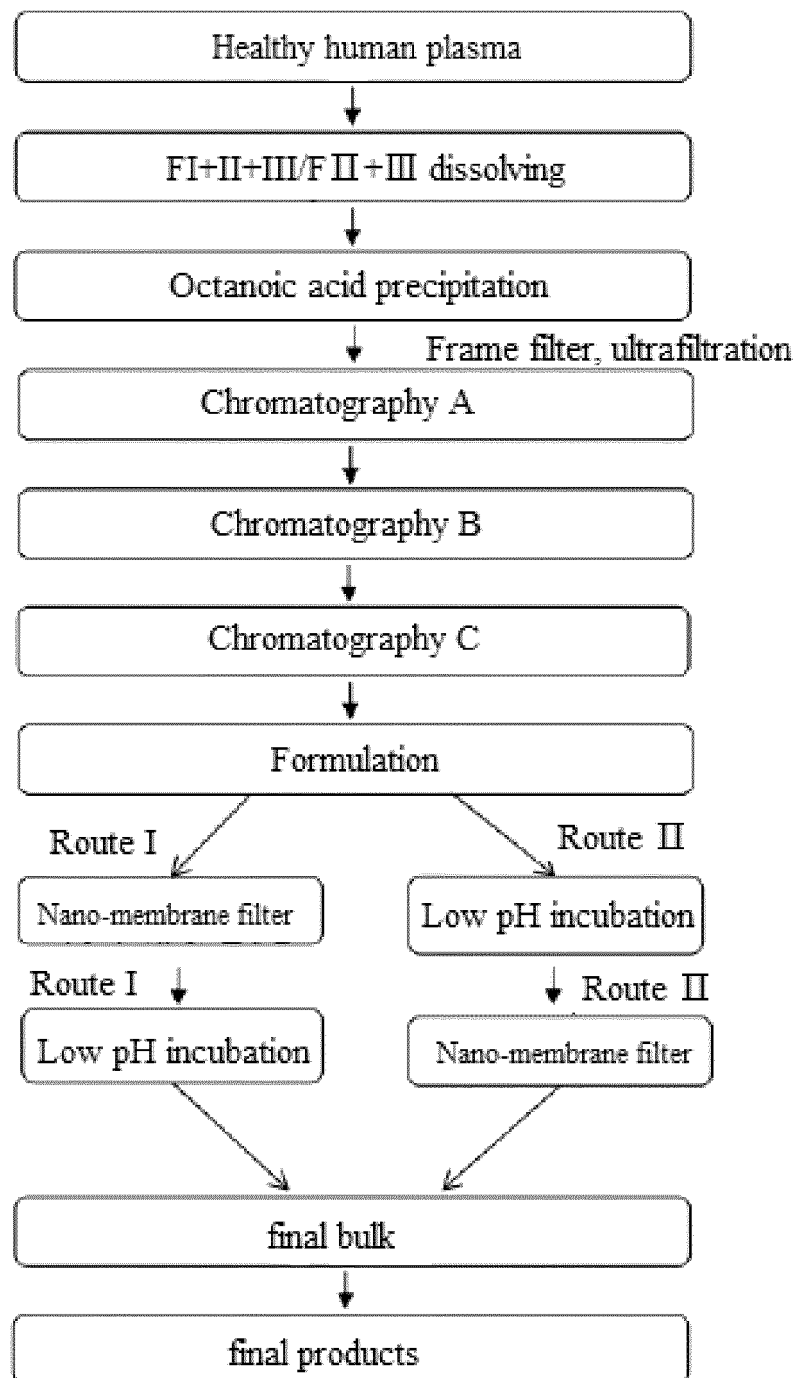 Healthy human plasma
FI+II+III/FⅡ+Ⅲ dissolving
Octanoic acid precipitation
Frame filter, ultrafiltration
Chromatography A
Chromatography B
Chromatography C
Formulation
Route I
Route Ⅱ
Nano-membrane filter
Low pH incubation
Route I
Route Ⅱ
Low pH incubation
Nano-membrane filter
final bulk
final products